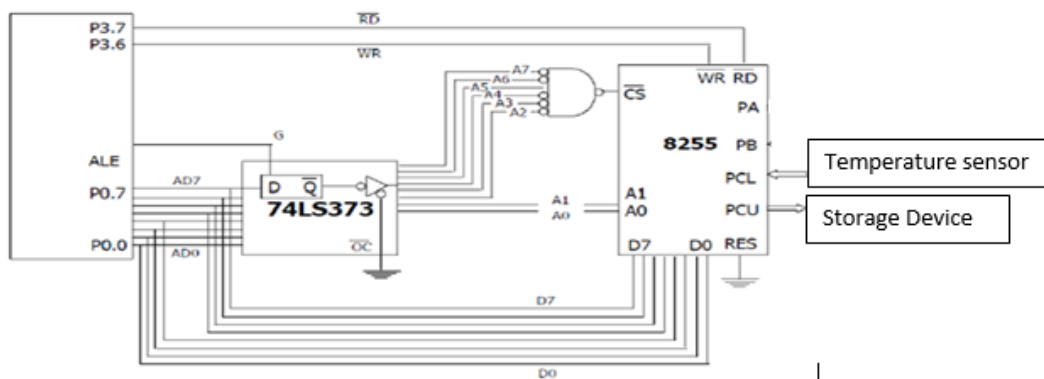 P3.7
P3.6
RD
WR
A7
A6
A5
A4
A3
A2
CS
WR RD
PA
8255
PB
PCL
PCU
Temperature sensor
Storage Device
G
ALE
P0.7
AD7
D Q
74LS373
A1
A0
A1
A0
P0.0
AD0
OC
D7 D0 RES
D7
D0